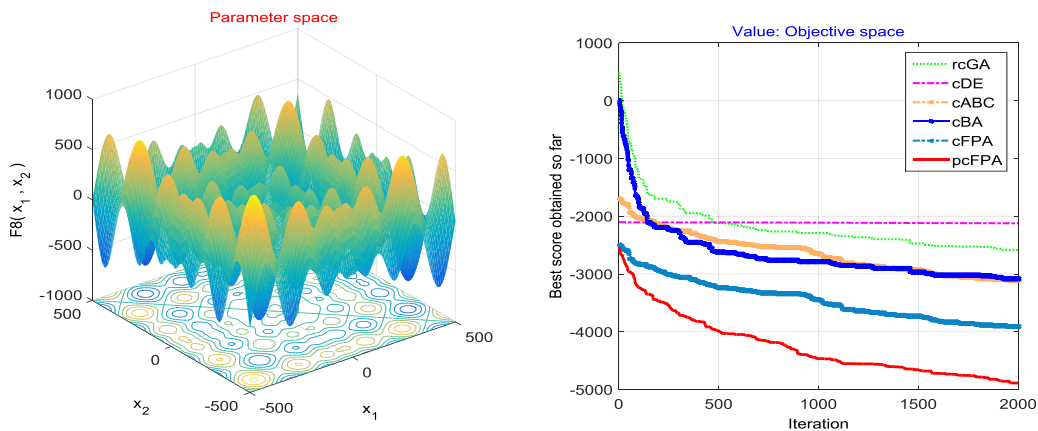 Parameter space
1000
500
0
-500
-1000
F8( x1 , x2 )
500
0
-500
x2
-500
0
500
x1
Value: Objective space
1000
0
-1000
-2000
-3000
-4000
-5000
Best score obtained so far
0
500
1000
1500
2000
Iteration
rcGA
cDE
cABC
cBA
cFPA
pcFPA